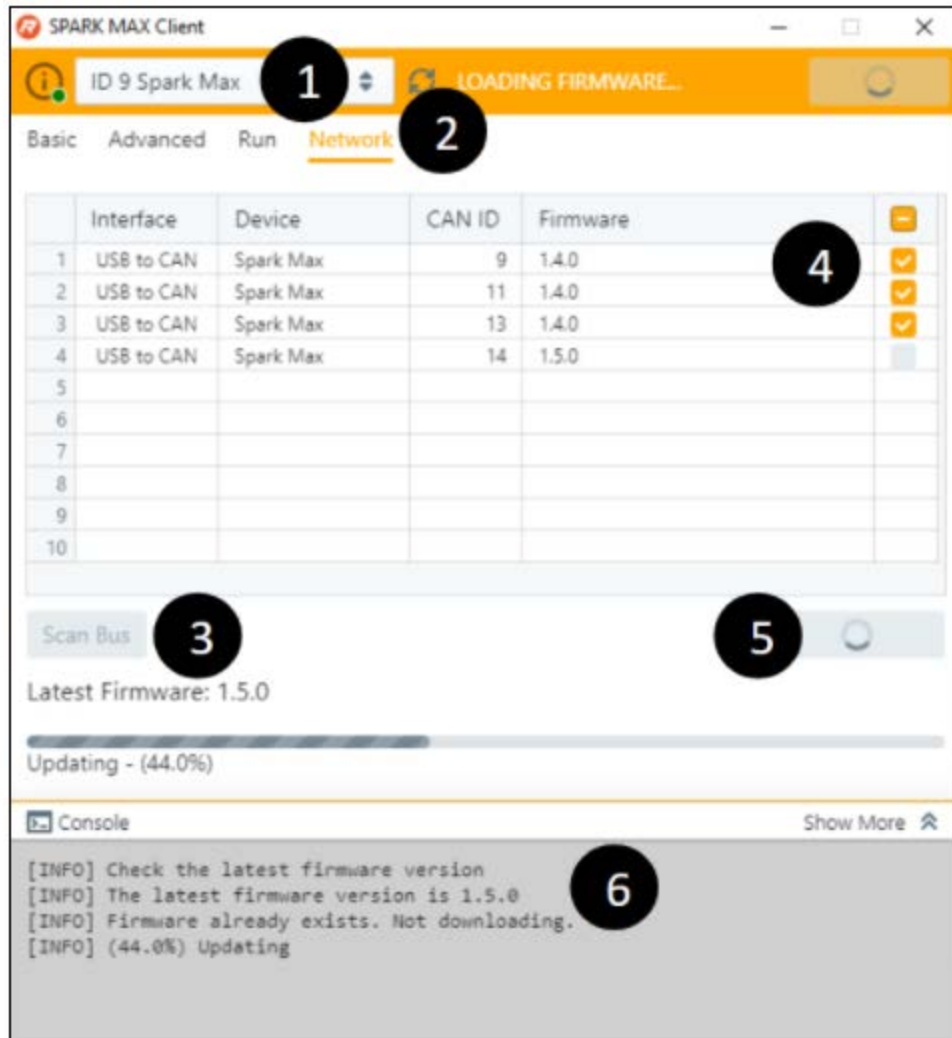 SPARK MAX Client
ID 9 Spark Max 1 LOADING FIRMWARE...
Basic Advanced Run Network 2
Interface Device CAN ID Firmware
1 USB to CAN Spark Max 9 1.4.0 4
2 USB to CAN Spark Max 11 1.4.0
3 USB to CAN Spark Max 13 1.4.0
4 USB to CAN Spark Max 14 1.5.0
5
6
7
8
9
10
Scan Bus 3 5
Latest Firmware: 1.5.0
Updating - (44.0%)
Console Show More
[INFO] Check the latest firmware version
[INFO] The latest firmware version is 1.5.0 6
[INFO] Firmware already exists. Not downloading.
[INFO] (44.0%) Updating